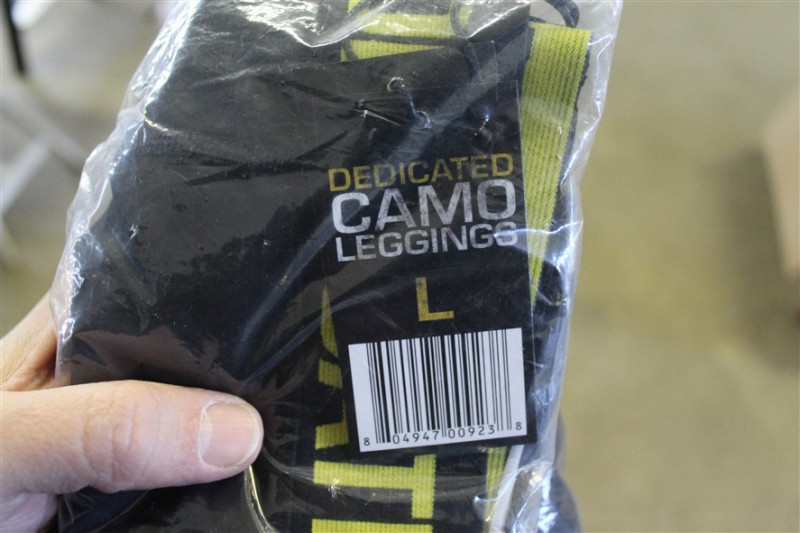 DEDICATED
CAMO
LEGGINGS
L
8 04947 00923 8